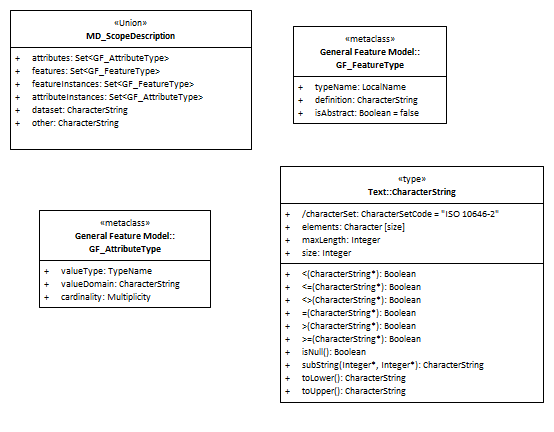 «Union»
MD_ScopeDescription
+ attributes: Set<GF_AttributeType>
+ features: Set<GF_FeatureType>
+ featureInstances: Set<GF_FeatureType>
+ attributeInstances: Set<GF_AttributeType>
+ dataset: CharacterString
+ other: CharacterString
«metaclass»
General Feature Model::
GF_FeatureType
+ typeName: LocalName
+ definition: CharacterString
+ isAbstract: Boolean = false
«metaclass»
General Feature Model::
GF_AttributeType
+ valueType: TypeName
+ valueDomain: CharacterString
+ cardinality: Multiplicity
«type»
Text::CharacterString
+ /characterSet: CharacterSetCode = "ISO 10646-2"
+ elements: Character [size]
+ maxLength: Integer
+ size: Integer
+ <(CharacterString*): Boolean
+ <=(CharacterString*): Boolean
+ <>(CharacterString*): Boolean
+ =(CharacterString*): Boolean
+ >(CharacterString*): Boolean
+ >=(CharacterString*): Boolean
+ isNull(): Boolean
+ subString(Integer*, Integer*): CharacterString
+ toLower(): CharacterString
+ toUpper(): CharacterString